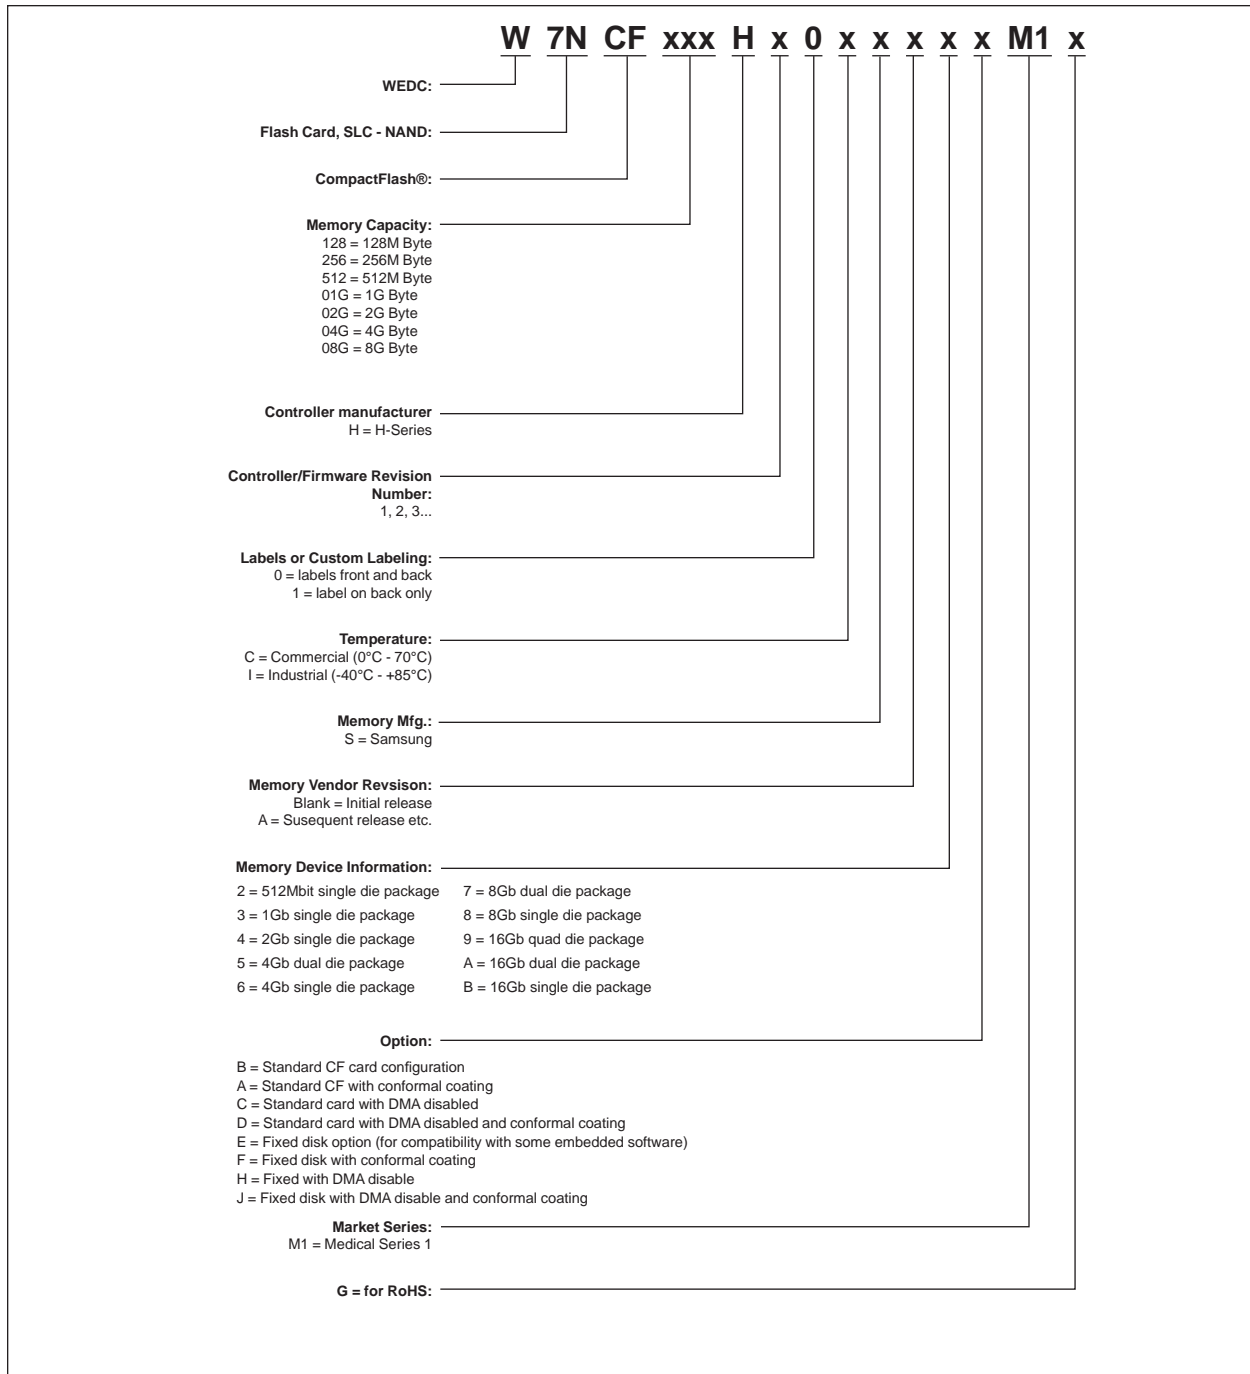 W 7N CF xxx H x 0 x x x x x M1 x
WEDC:
Flash Card, SLC - NAND:
CompactFlash®:
Memory Capacity:
128 = 128M Byte
256 = 256M Byte
512 = 512M Byte
01G = 1G Byte
02G = 2G Byte
04G = 4G Byte
08G = 8G Byte
Controller manufacturer
H = H-Series
Controller/Firmware Revision
Number:
1, 2, 3...
Labels or Custom Labeling:
0 = labels front and back
1 = label on back only
Temperature:
C = Commercial (0°C - 70°C)
I = Industrial (-40°C - +85°C)
Memory Mfg.:
S = Samsung
Memory Vendor Revsison:
Blank = Initial release
A = Susequent release etc.
Memory Device Information:
2 = 512Mbit single die package 7 = 8Gb dual die package
3 = 1Gb single die package 8 = 8Gb single die package
4 = 2Gb single die package 9 = 16Gb quad die package
5 = 4Gb dual die package A = 16Gb dual die package
6 = 4Gb single die package B = 16Gb single die package
Option:
B = Standard CF card configuration
A = Standard CF with conformal coating
C = Standard card with DMA disabled
D = Standard card with DMA disabled and conformal coating
E = Fixed disk option (for compatibility with some embedded software)
F = Fixed disk with conformal coating
H = Fixed with DMA disable
J = Fixed disk with DMA disable and conformal coating
Market Series:
M1 = Medical Series 1
G = for RoHS: